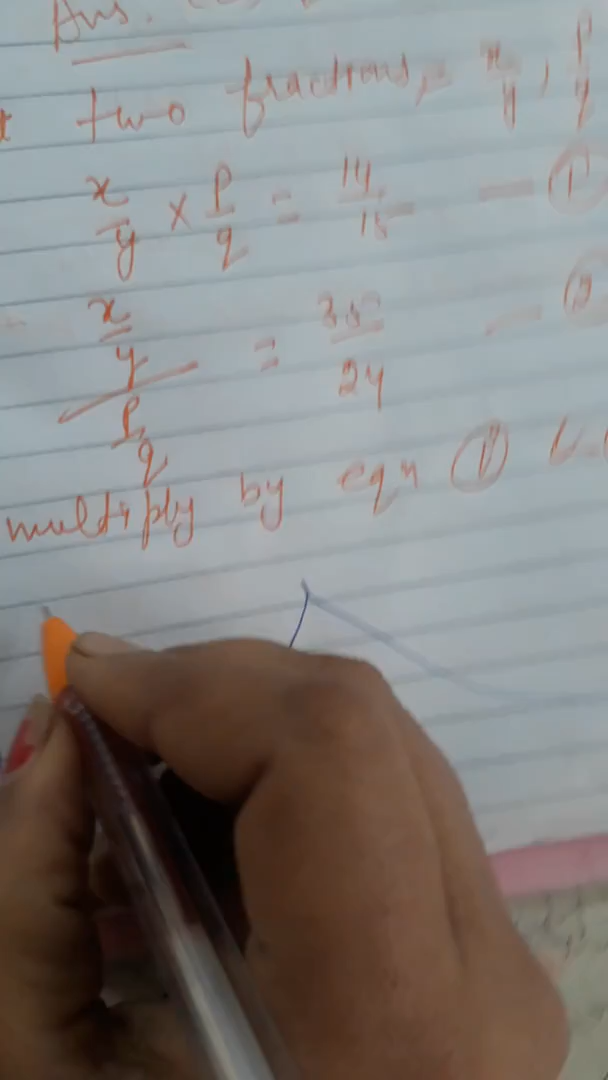 Ans.
two fractions, = x/y, p/q
x/y × p/q = 14/15 — ①
x/y / p/q = 35/24 — ②
multiply by eqn ①